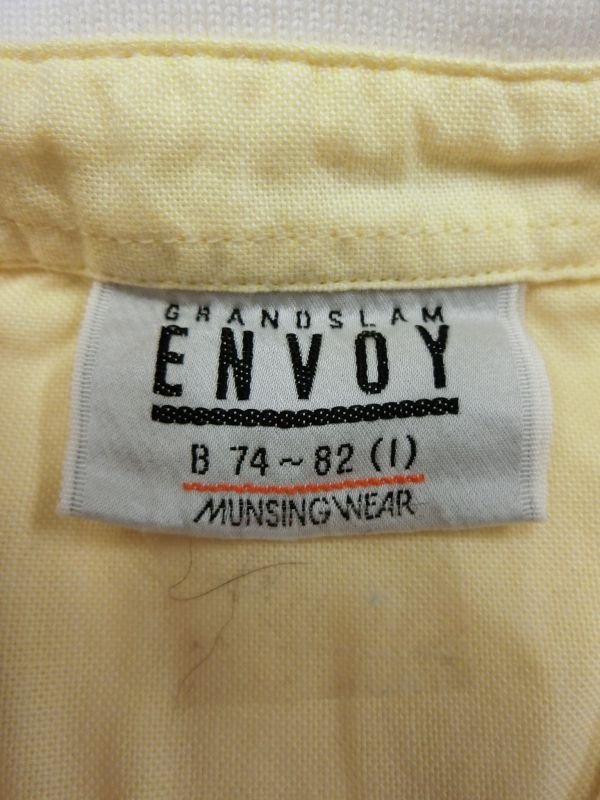 GRANDSLAM
ENVOY
B 74~82 (I)
MUNSINGWEAR